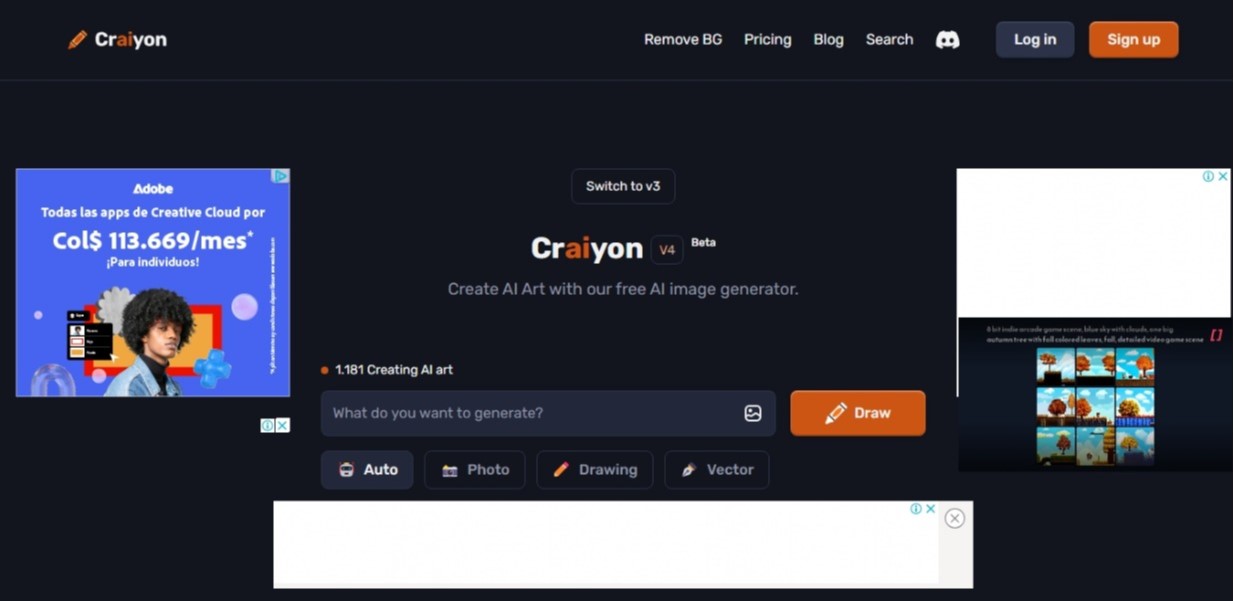 Craiyon
Remove BG
Pricing
Blog
Search
Log in
Sign up
Adobe
Todas las apps de Creative Cloud por
Col$ 113.669/mes*
¡Para individuos!
Switch to v3
Craiyon V4 Beta
Create AI Art with our free AI image generator.
1.181 Creating AI art
What do you want to generate?
Draw
Auto
Photo
Drawing
Vector
8 bit indie arcade game scene, blue sky with clouds, one big
autumn tree with fall colored leaves, fall, detailed video game scene